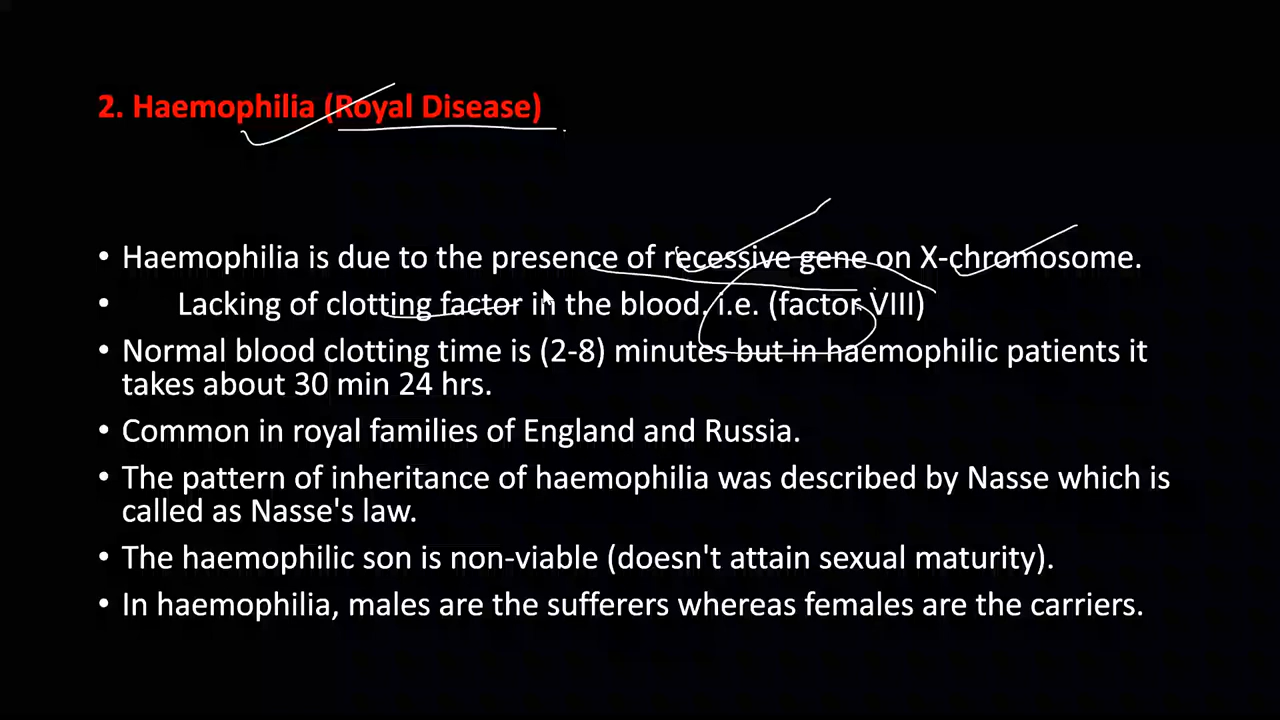 2. Haemophilia (Royal Disease)
• Haemophilia is due to the presence of recessive gene on X-chromosome.
• Lacking of clotting factor in the blood, i.e. (factor VIII)
• Normal blood clotting time is (2-8) minutes but in haemophilic patients it
takes about 30 min 24 hrs.
• Common in royal families of England and Russia.
• The pattern of inheritance of haemophilia was described by Nasse which is
called as Nasse's law.
• The haemophilic son is non-viable (doesn't attain sexual maturity).
• In haemophilia, males are the sufferers whereas females are the carriers.